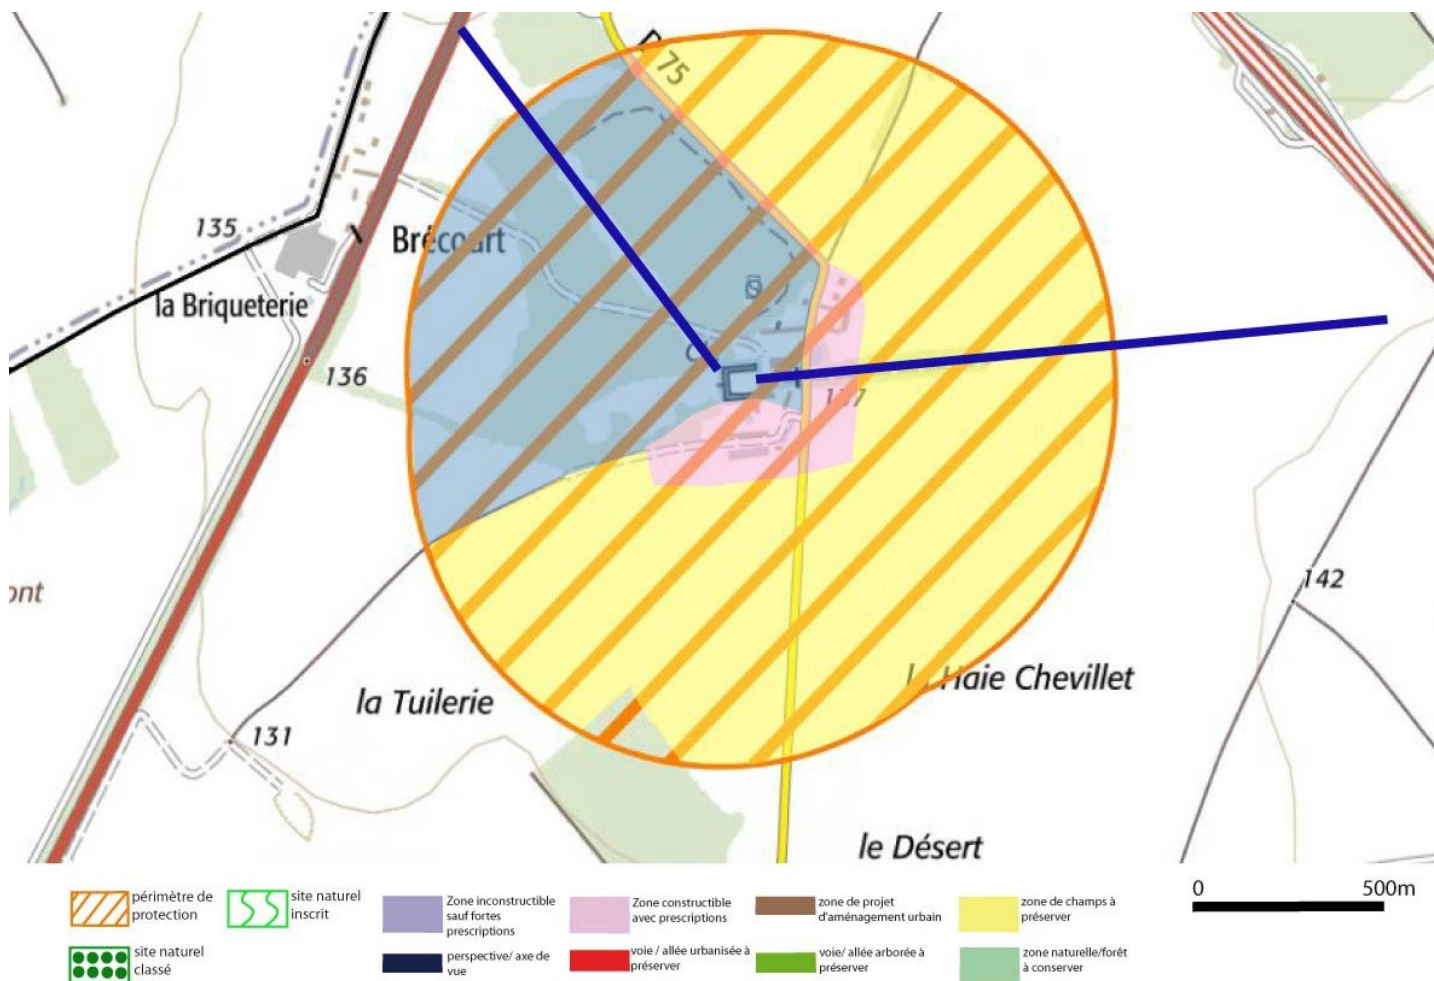 D 75
135
Brécourt
la Briqueterie
136
137
142
ont
la Haie Chevillet
la Tuilerie
131
le Désert
0 500m
périmètre de
protection
site naturel
inscrit
Zone inconstructible
sauf fortes
prescriptions
Zone constructible
avec prescriptions
zone de projet
d'aménagement urbain
zone de champs à
préserver
site naturel
classé
perspective/ axe de
vue
voie / allée urbanisée à
préserver
voie/ allée arborée à
préserver
zone naturelle/forêt
à conserver